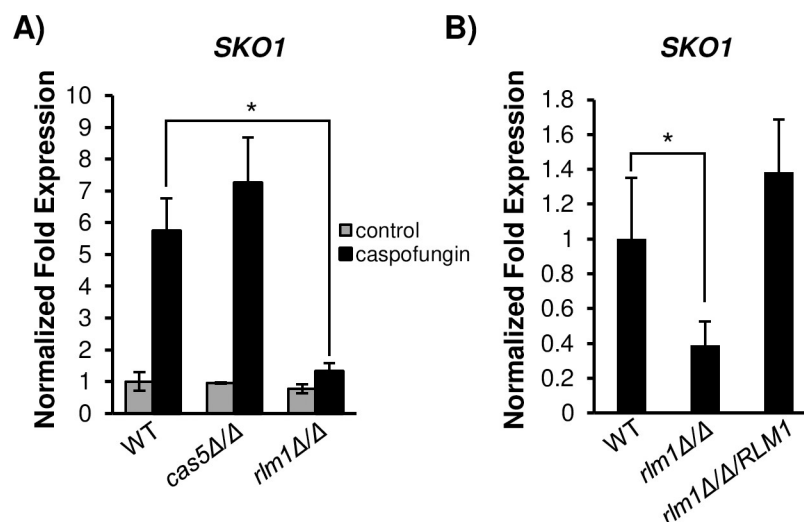 A)
SKO1
Normalized Fold Expression
10
9
8
7
6
5
4
3
2
1
0
*
control
caspofungin
WT
cas5Δ/Δ
rlm1Δ/Δ
B)
SKO1
Normalized Fold Expression
1.8
1.6
1.4
1.2
1
0.8
0.6
0.4
0.2
0
*
WT
rlm1Δ/Δ
rlm1Δ/Δ/RLM1